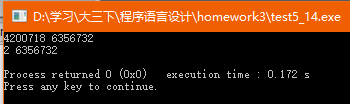 D:\学习\大三下\程序语言设计\homework3\test5_14.exe
4200718 6356732
2 6356732
Process returned 0 (0x0)   execution time : 0.172 s
Press any key to continue.